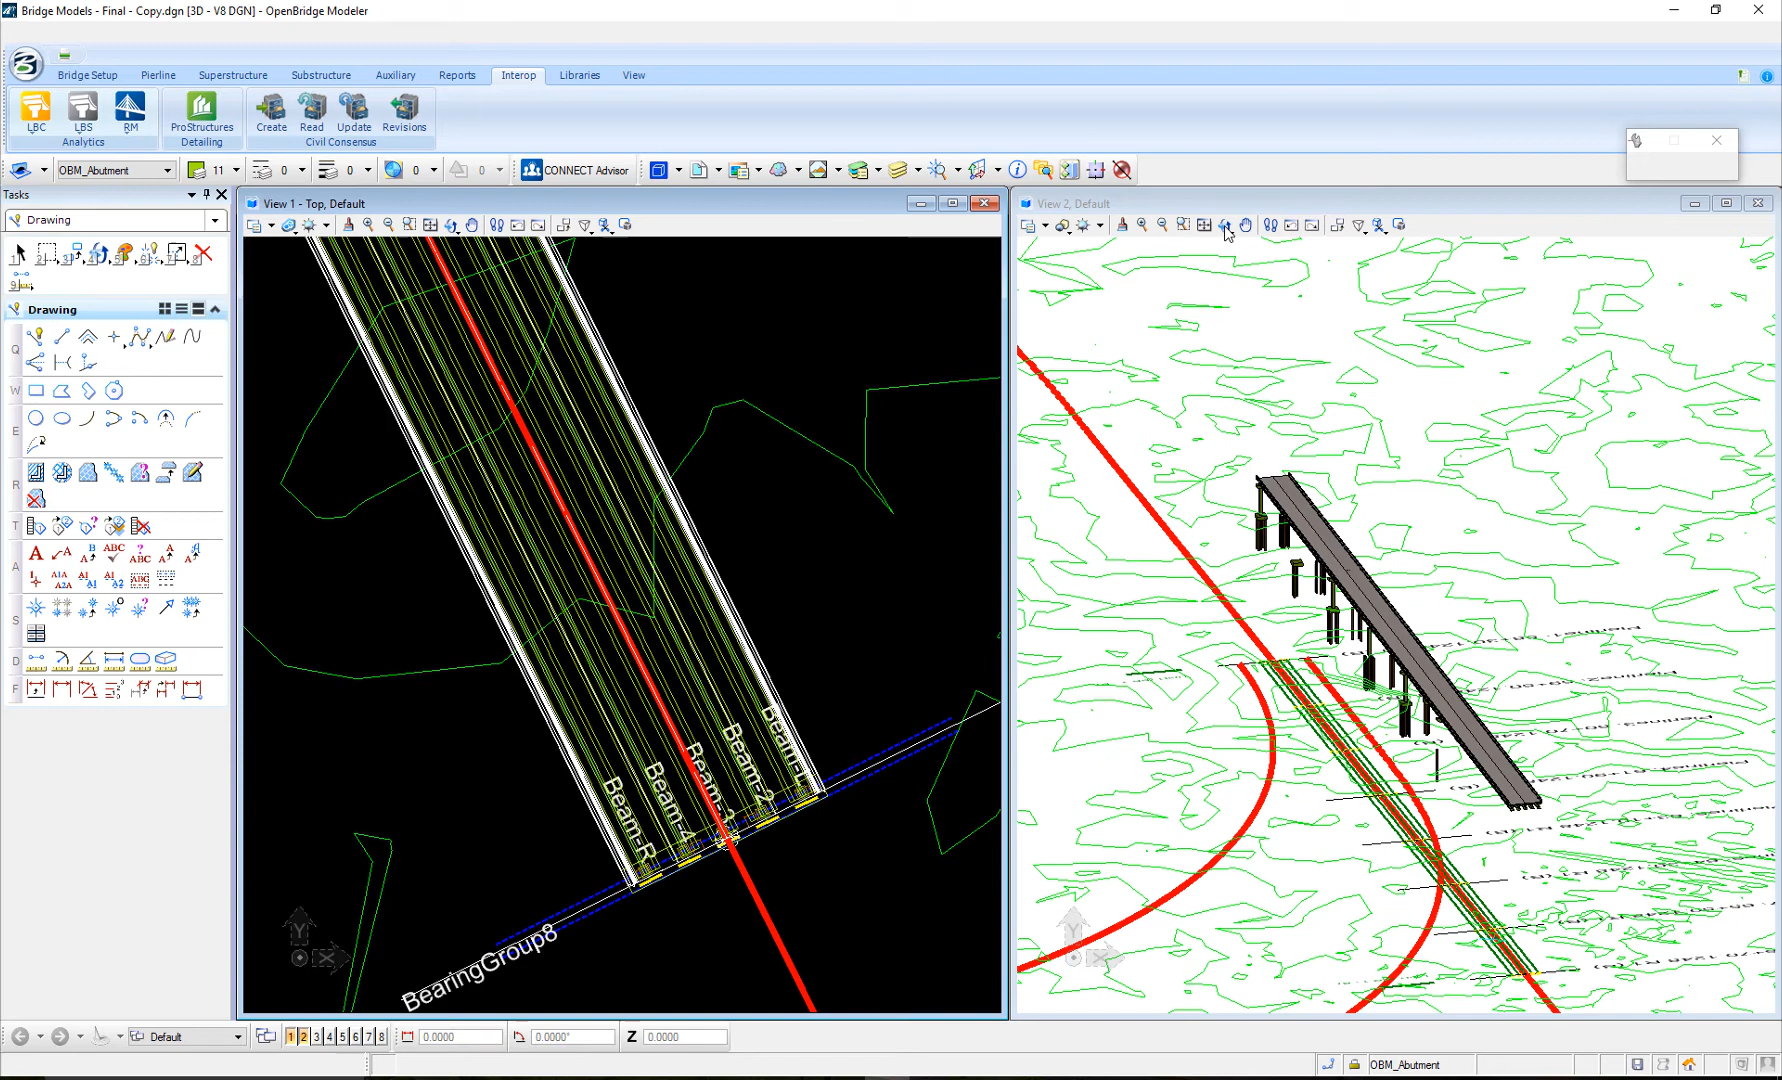 Bridge Models - Final - Copy.dgn [3D - V8 DGN] - OpenBridge Modeler
Bridge Setup Pierline Superstructure Substructure Auxiliary Reports Interop Libraries View
LBC LBS RM ProStructures Create Read Update Revisions
Analytics Detailing Civil Consensus
OBM_Abutment 11 0 0 0 0 CONNECT Advisor
Tasks
Drawing
View 1 - Top, Default
View 2, Default
Drawing
Q
W
E
R
T
A
S
D
F
Beam-L
Beam-2
Beam-3
Beam-4
Beam-R
BearingGroup8
Y
X
Y
X
Default 1 2 3 4 5 6 7 8 0.0000 0.0000° Z 0.0000
OBM_Abutment